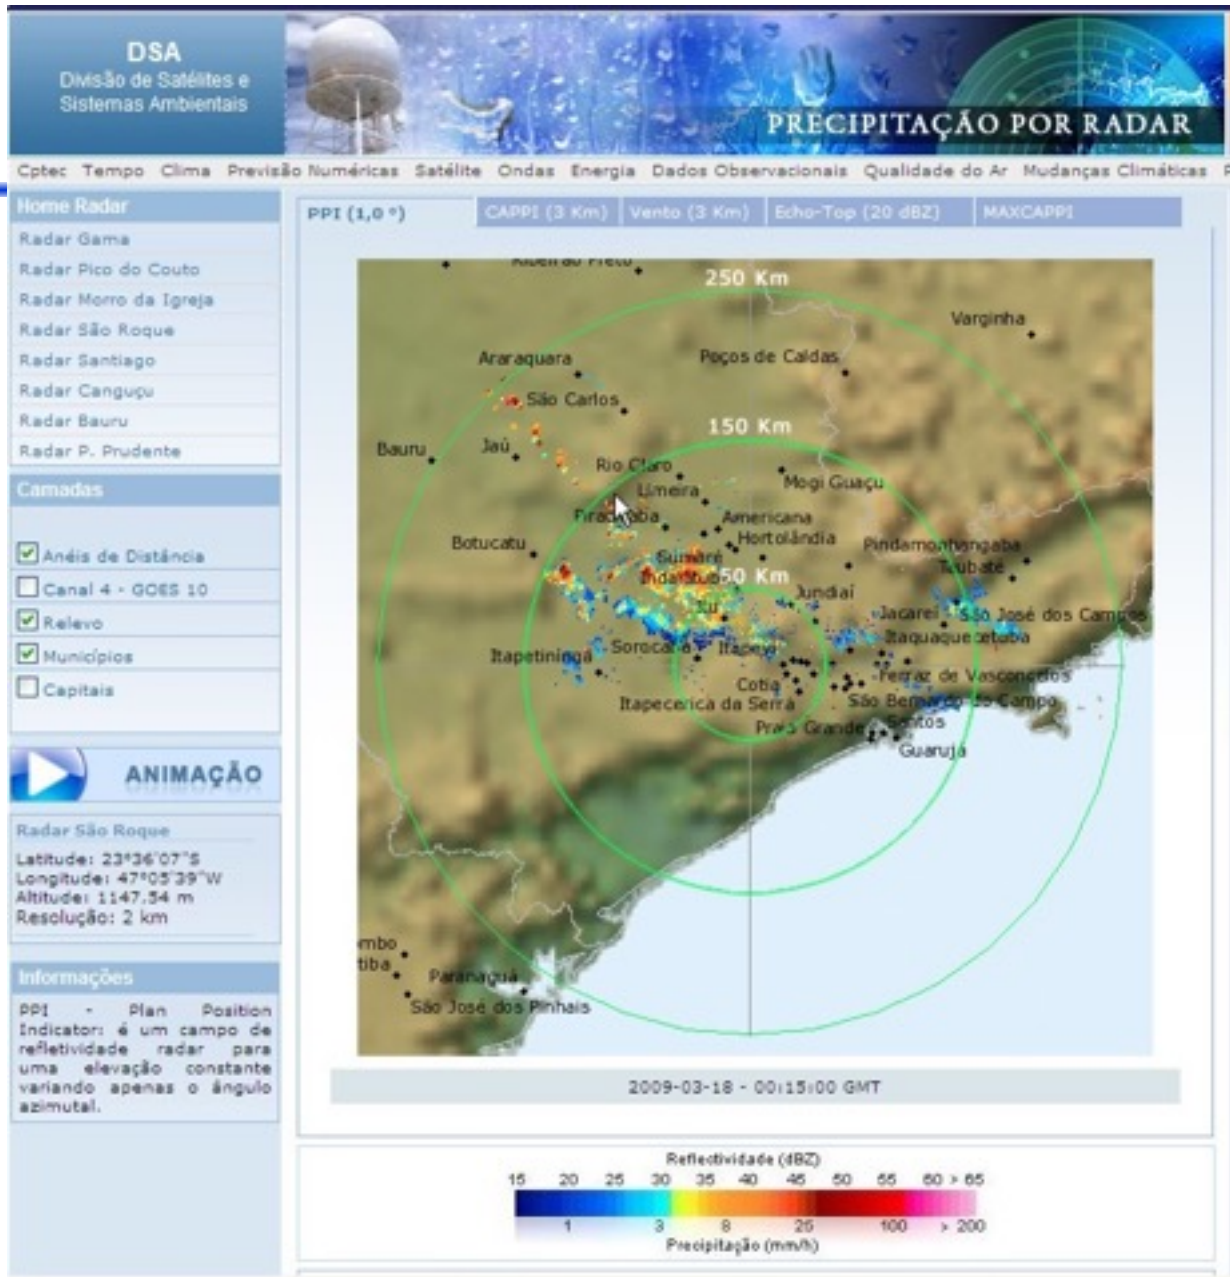 DSA
Divisão de Satélites e
Sistemas Ambientais
PRECIPITAÇÃO POR RADAR
Cptec Tempo Clima Previsão Numéricas Satélite Ondas Energia Dados Observacionais Qualidade do Ar Mudanças Climáticas
Home Radar
Radar Gama
Radar Pico do Couto
Radar Morro da Igreja
Radar São Roque
Radar Santiago
Radar Canguçu
Radar Bauru
Radar P. Prudente
Camadas
Anéis de Distância
Canal 4 - GOES 10
Relevo
Municípios
Capitais
ANIMAÇÃO
Radar São Roque
Latitude: 23°36'07"S
Longitude: 47°05'39"W
Altitude: 1147.54 m
Resolução: 2 km
Informações
PPI - Plan Position
Indicator: é um campo de
refletividade radar para
uma elevação constante
variando apenas o ângulo
azimutal.
PPI (1,0 °) CAPPI (3 Km) Vento (3 Km) Echo-Top (20 dBZ) MAXCAPPI
Ribeirão Preto
250 Km
Varginha
Araraquara
Poços de Caldas
São Carlos
150 Km
Bauru
Jaú
Rio Claro
Mogi Guaçu
Limeira
Piracicaba
Americana
Botucatu
Hortolândia
Pindamonhangaba
Sumaré
Taubaté
50 Km
Jundiaí
Itu
Jacareí
São José dos Campos
Itaquaquecetuba
Sorocaba
Itapevi
Itapetininga
Ferraz de Vasconcelos
Cotia
Itapecerica da Serra
São Bernardo do Campo
Praia Grande
Santos
Guarujá
mbo
tiba
Paranaguá
São José dos Pinhais
2009-03-18 - 00:15:00 GMT
Reflectividade (dBZ)
15 20 25 30 35 40 45 50 55 60 > 65
1 3 8 25 100 > 200
Precipitação (mm/h)